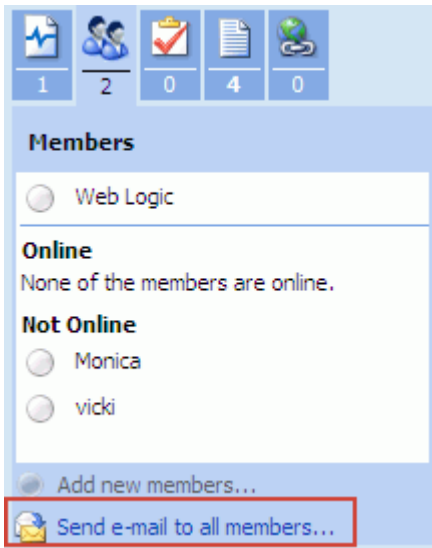 1 2 0 4 0
Members
Web Logic
Online
None of the members are online.
Not Online
Monica
vicki
Add new members...
Send e-mail to all members...